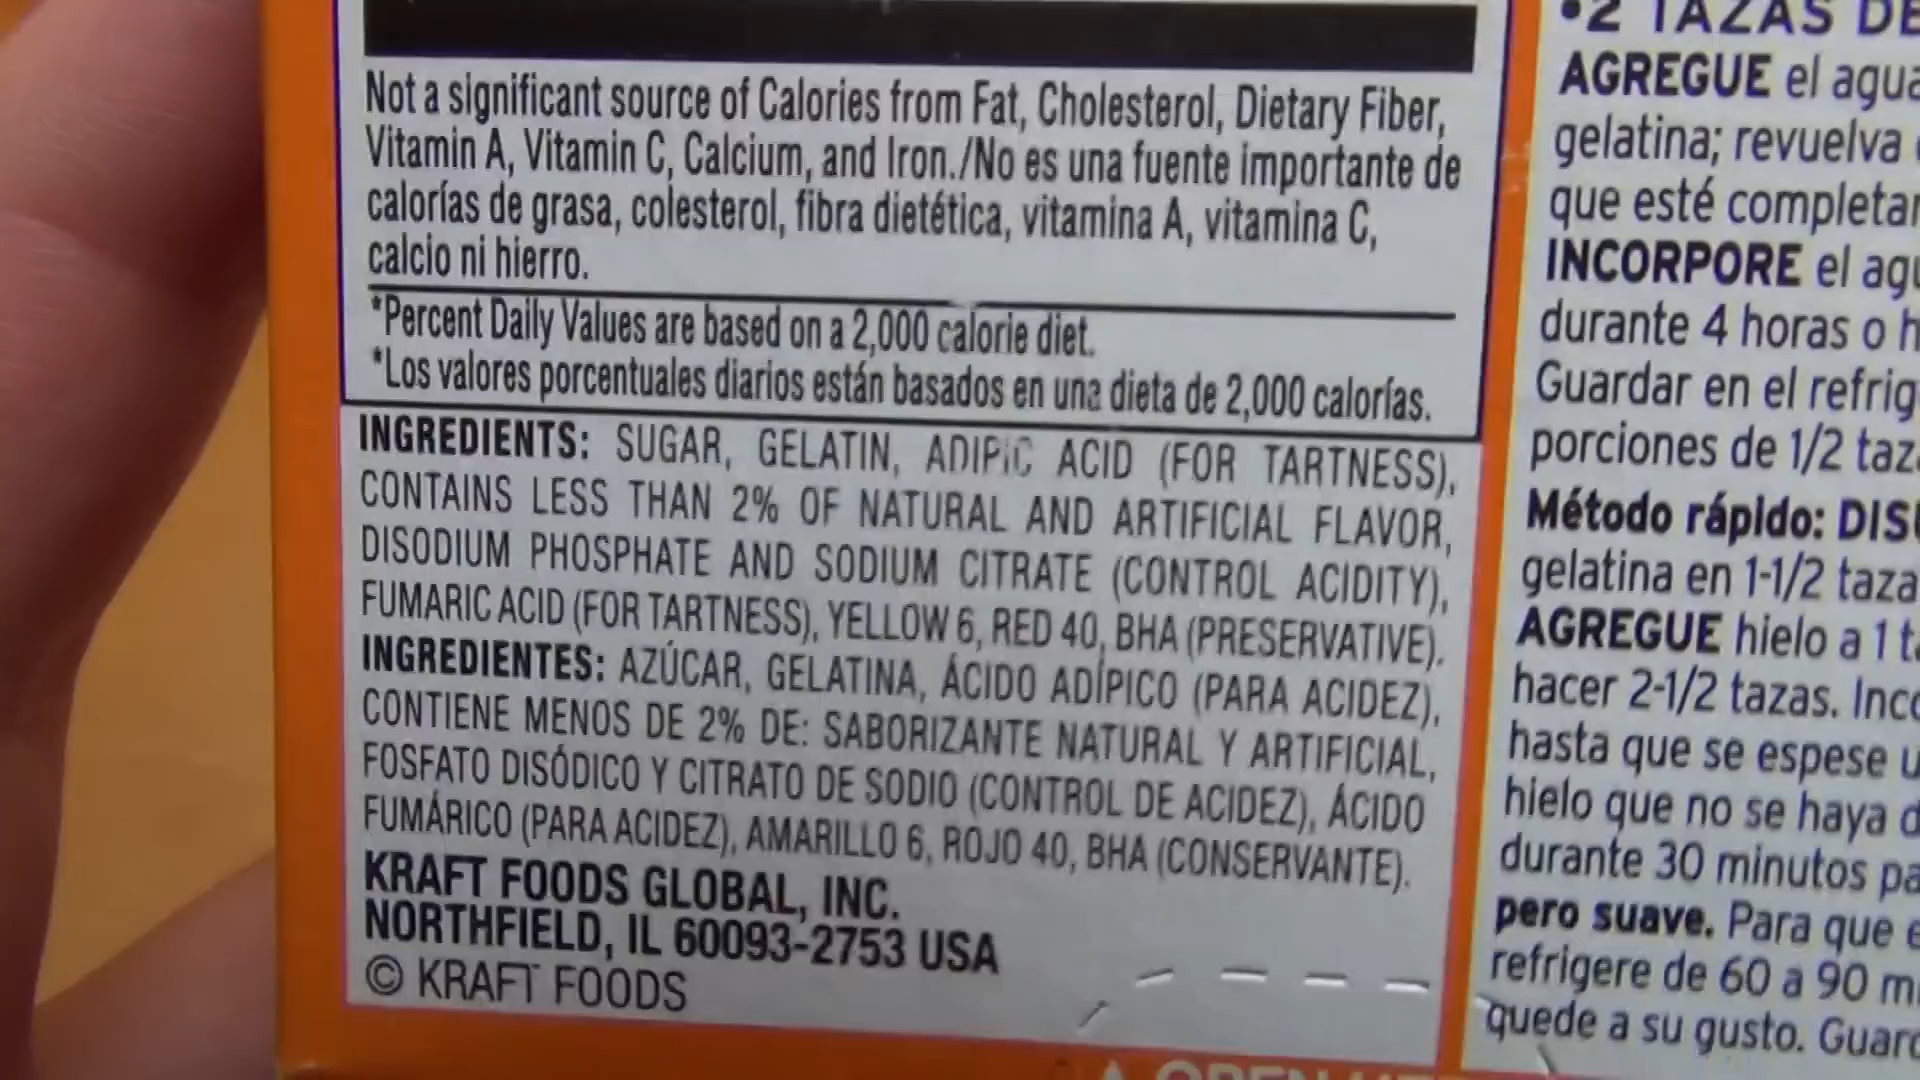 Not a significant source of Calories from Fat, Cholesterol, Dietary Fiber,
Vitamin A, Vitamin C, Calcium, and Iron./No es una fuente importante de
calorías de grasa, colesterol, fibra dietética, vitamina A, vitamina C,
calcio ni hierro.
*Percent Daily Values are based on a 2,000 calorie diet.
*Los valores porcentuales diarios están basados en una dieta de 2,000 calorías.
INGREDIENTS: SUGAR, GELATIN, ADIPIC ACID (FOR TARTNESS),
CONTAINS LESS THAN 2% OF NATURAL AND ARTIFICIAL FLAVOR,
DISODIUM PHOSPHATE AND SODIUM CITRATE (CONTROL ACIDITY),
FUMARIC ACID (FOR TARTNESS), YELLOW 6, RED 40, BHA (PRESERVATIVE).
INGREDIENTES: AZÚCAR, GELATINA, ÁCIDO ADÍPICO (PARA ACIDEZ),
CONTIENE MENOS DE 2% DE: SABORIZANTE NATURAL Y ARTIFICIAL,
FOSFATO DISÓDICO Y CITRATO DE SODIO (CONTROL DE ACIDEZ), ÁCIDO
FUMÁRICO (PARA ACIDEZ), AMARILLO 6, ROJO 40, BHA (CONSERVANTE).
KRAFT FOODS GLOBAL, INC.
NORTHFIELD, IL 60093-2753 USA
© KRAFT FOODS
•2 TAZAS DE
AGREGUE el agua
gelatina; revuelva
que esté
INCORPORE el
durante 4 horas o
Guardar en el
porciones de 1/2
Método rápido:
gelatina en 1-1/2
AGREGUE hielo a 1
hacer 2-1/2 tazas.
hasta que se espese
hielo que no se haya
durante 30 minutos
pero suave. Para que
refrigere de 60 a 90
quede a su gusto.
OPEN